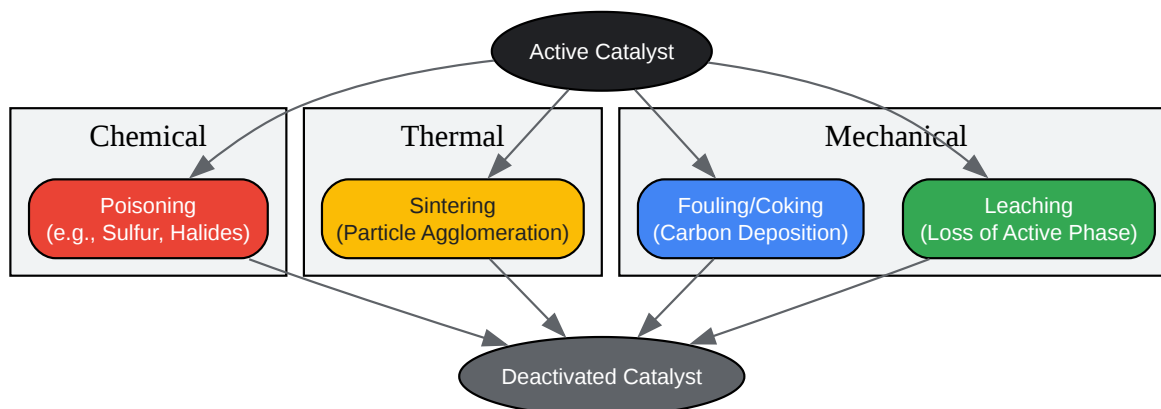 Active Catalyst
Chemical
Thermal
Mechanical
Poisoning
(e.g., Sulfur, Halides)
Sintering
(Particle Agglomeration)
Fouling/Coking
(Carbon Deposition)
Leaching
(Loss of Active Phase)
Deactivated Catalyst